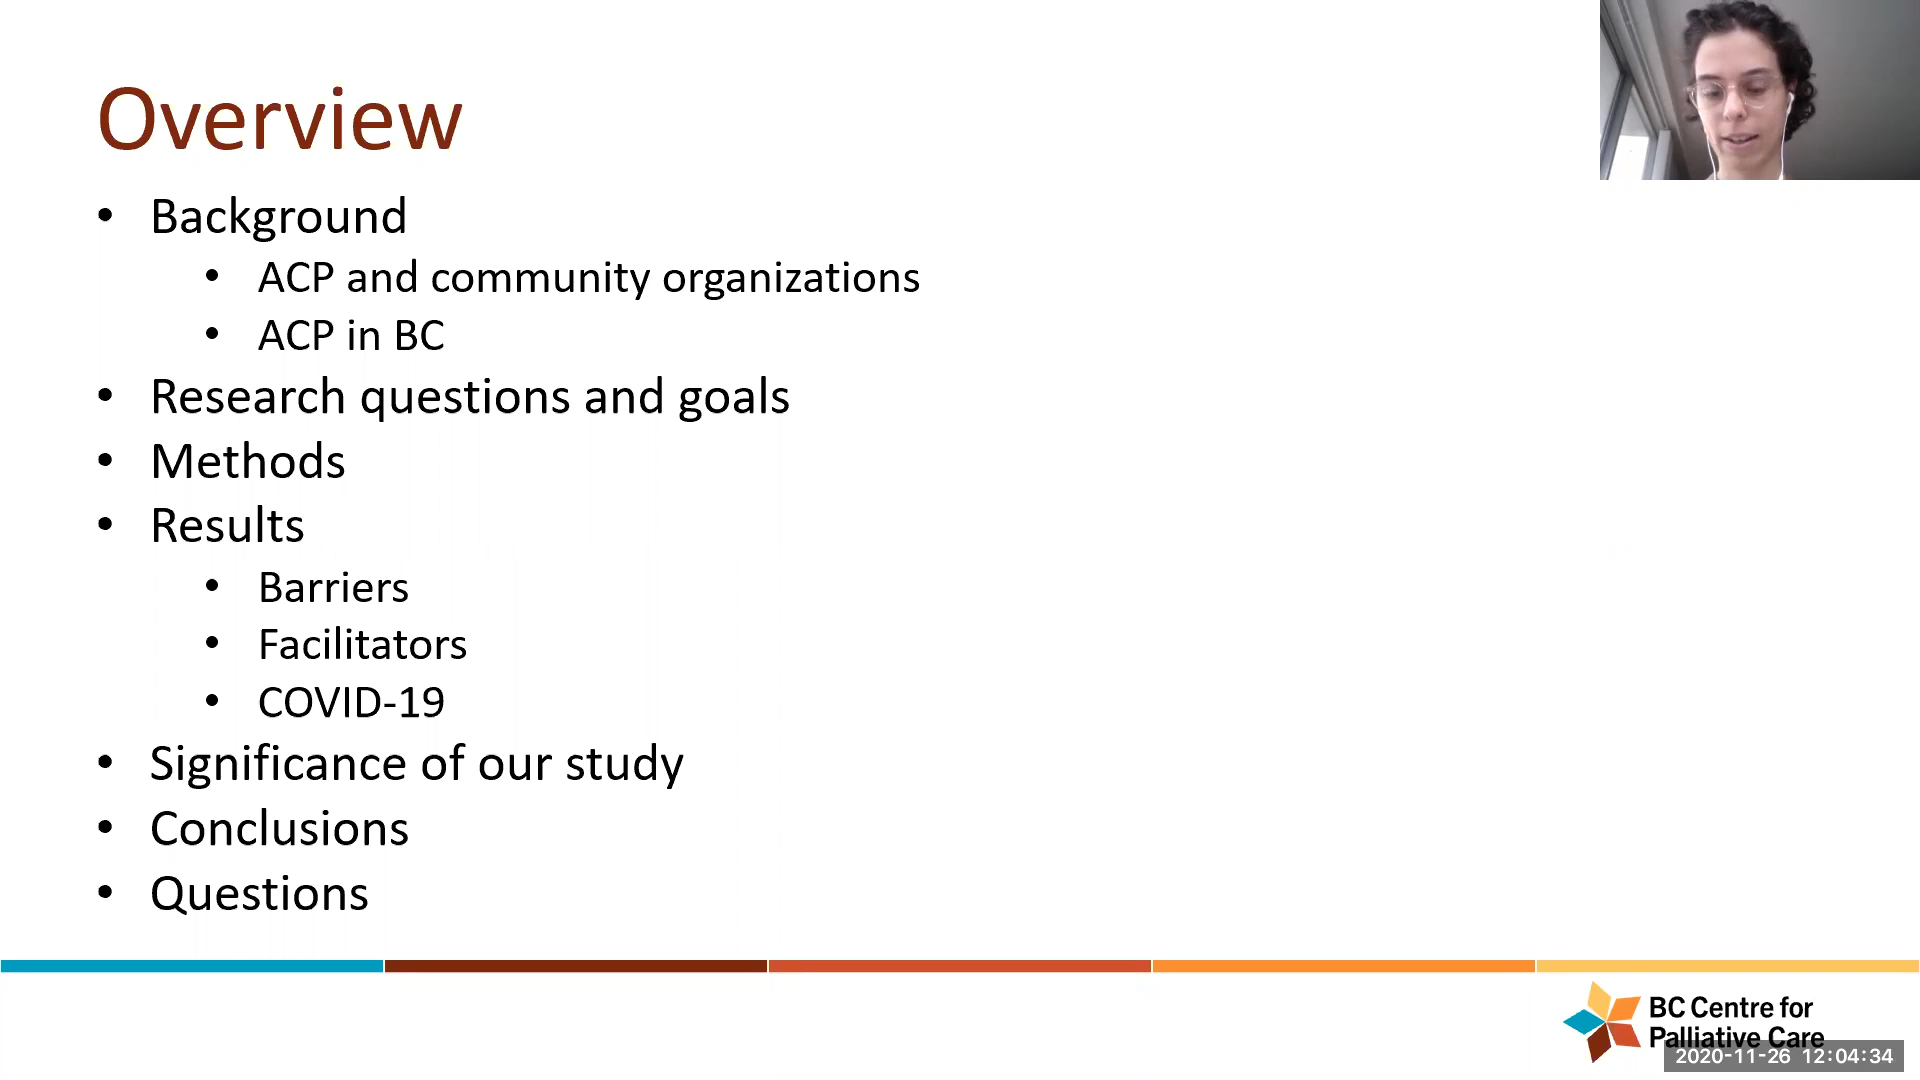 Overview
• Background
• ACP and community organizations
• ACP in BC
• Research questions and goals
• Methods
• Results
• Barriers
• Facilitators
• COVID-19
• Significance of our study
• Conclusions
• Questions
BC Centre for
Palliative Care
2020-11-26 12:04:34